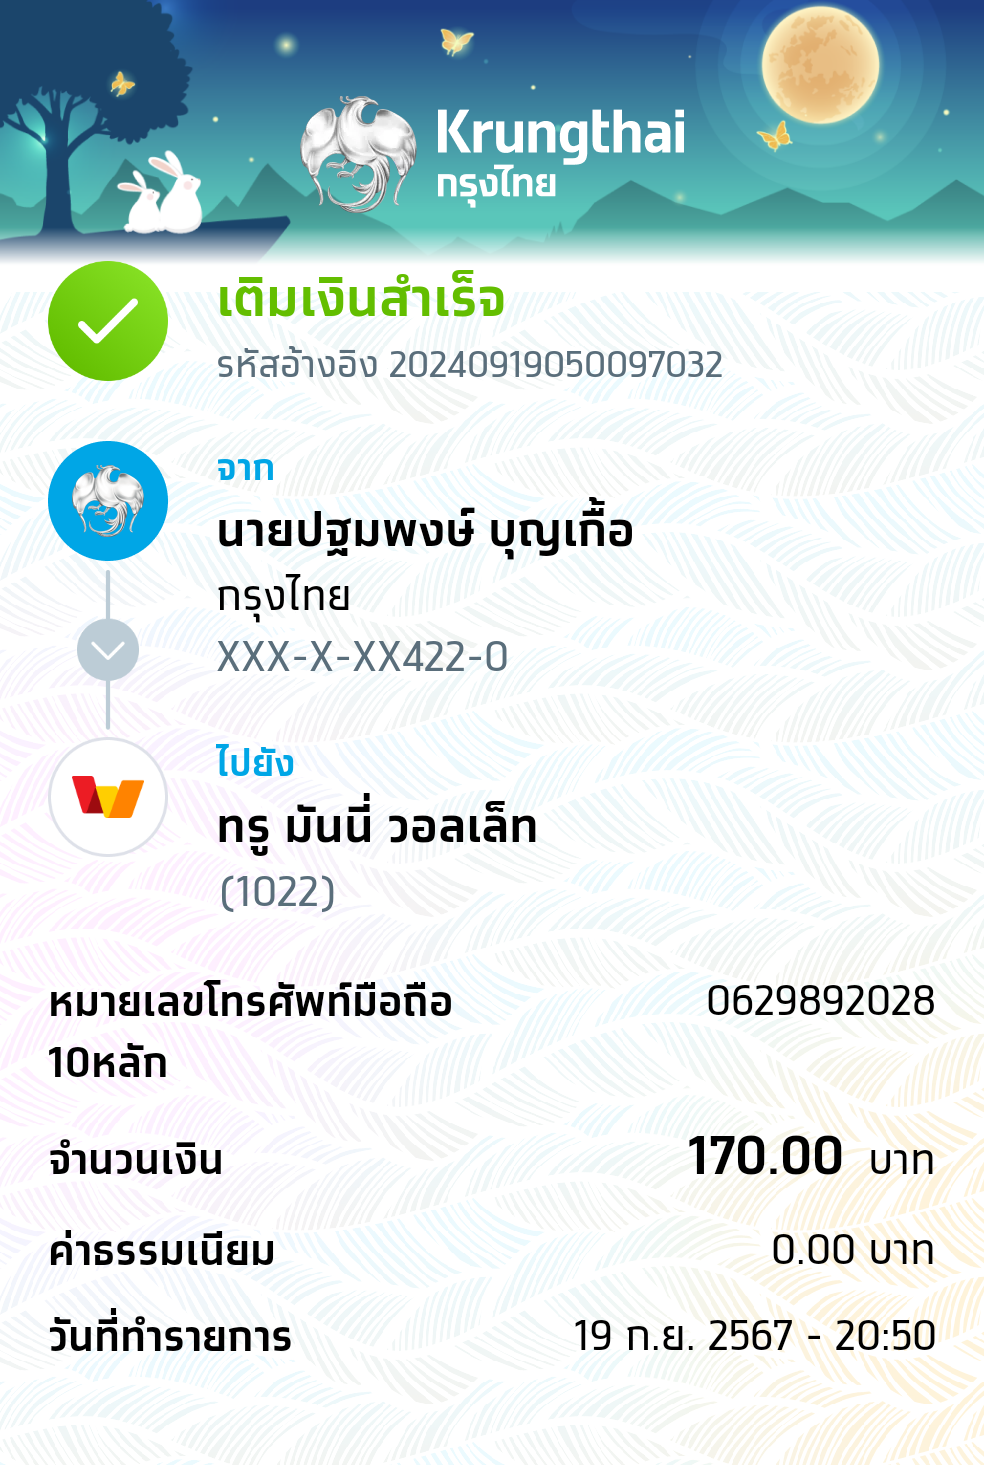 Krungthai
กรุงไทย
เติมเงินสำเร็จ
รหัสอ้างอิง 20240919050097032
จาก
นายปฐมพงษ์ บุญเกื้อ
กรุงไทย
XXX-X-XX422-0
ไปยัง
ทรู มันนี่ วอลเล็ท
(1022)
หมายเลขโทรศัพท์มือถือ 0629892028
10หลัก
จำนวนเงิน 170.00 บาท
ค่าธรรมเนียม 0.00 บาท
วันที่ทำรายการ 19 ก.ย. 2567 - 20:50